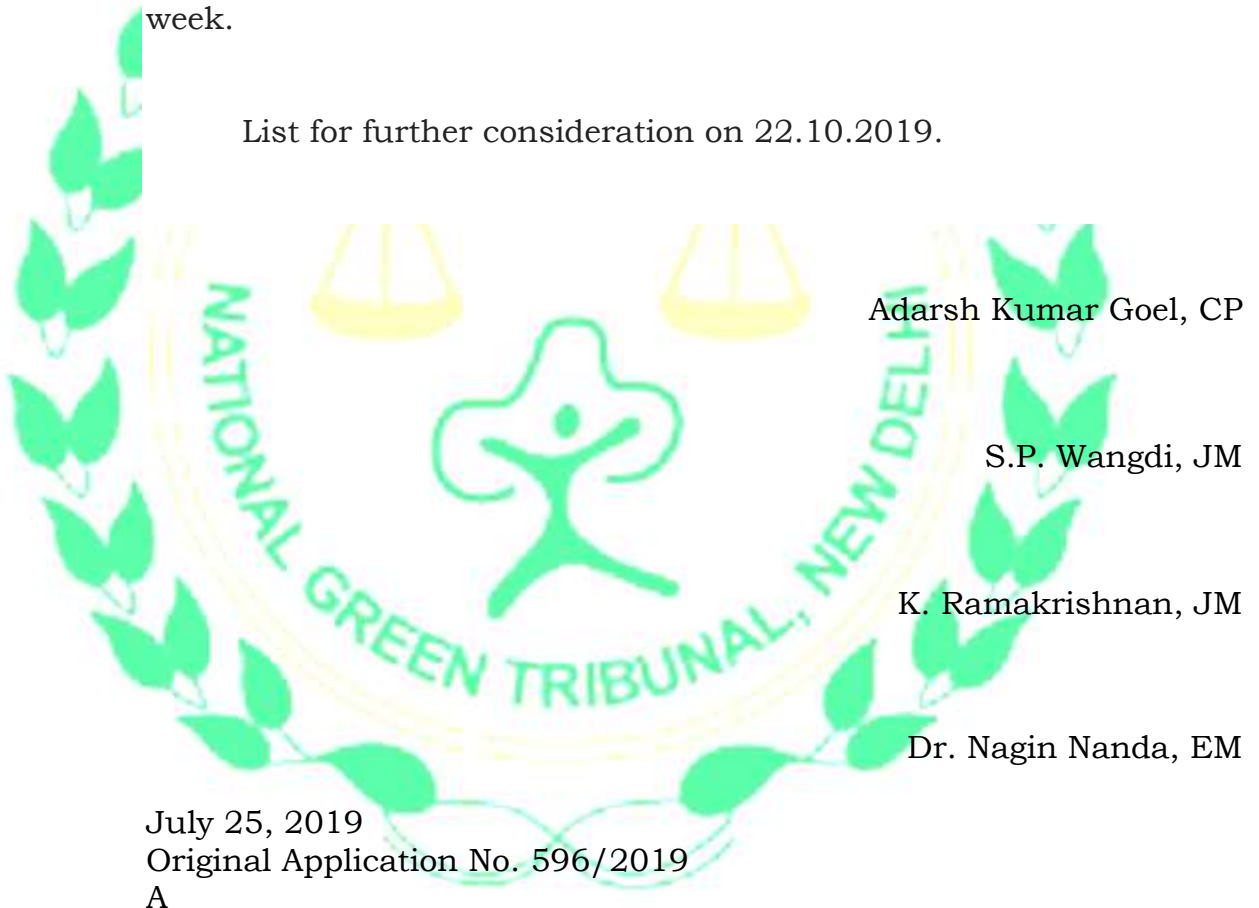 week.
List for further consideration on 22.10.2019.
Adarsh Kumar Goel, CP
S.P. Wangdi, JM
K. Ramakrishnan, JM
Dr. Nagin Nanda, EM
NATIONAL GREEN TRIBUNAL, NEW DELHI
July 25, 2019
Original Application No. 596/2019
A